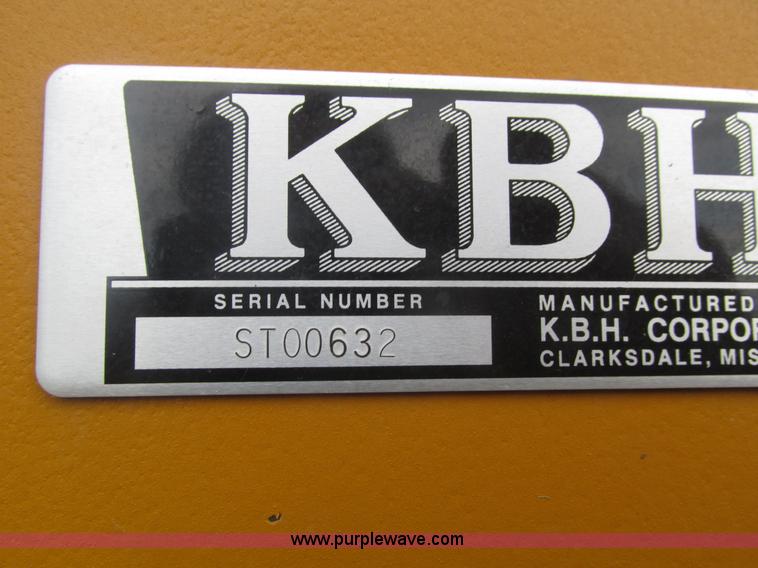 KBH
SERIAL NUMBER
ST00632
MANUFACTURED
K.B.H. CORPOR
CLARKSDALE, MIS
www.purplewave.com